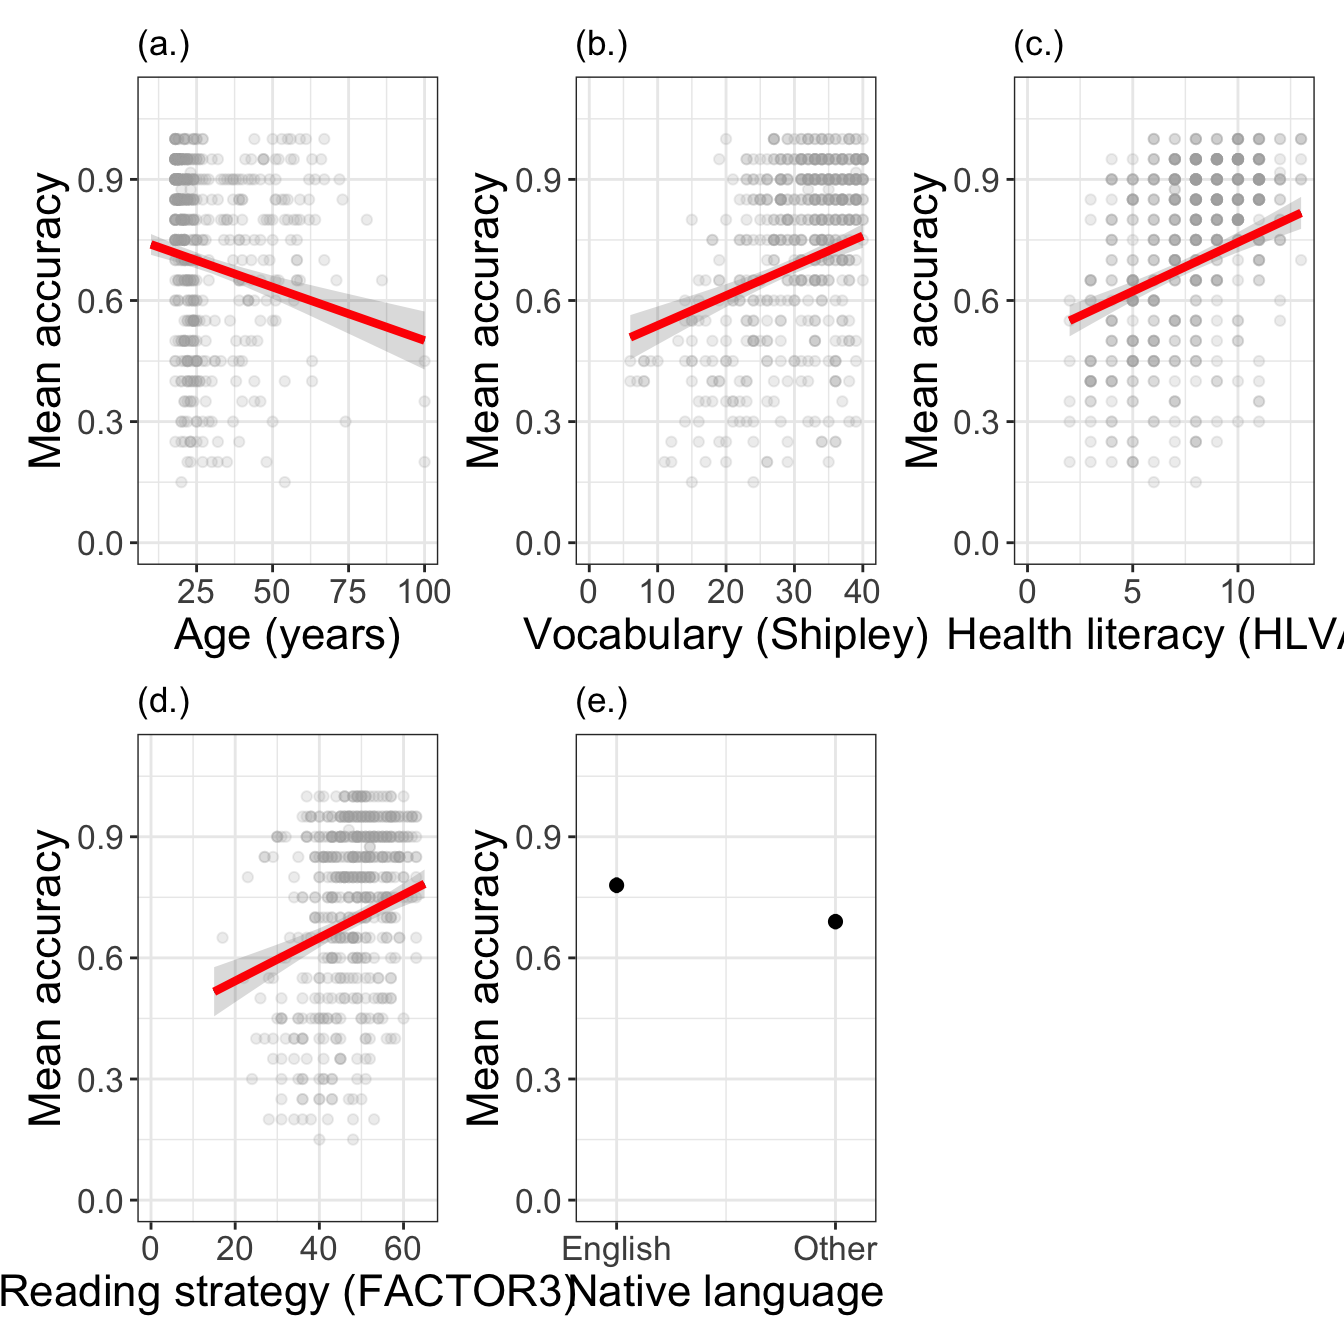 (a.)
Mean accuracy
0.9
0.6
0.3
0.0
25 50 75 100
Age (years)
(b.)
Mean accuracy
0.9
0.6
0.3
0.0
0 10 20 30 40
Vocabulary (Shipley)
(c.)
Mean accuracy
0.9
0.6
0.3
0.0
0 5 10
Health literacy (HLVA
(d.)
Mean accuracy
0.9
0.6
0.3
0.0
0 20 40 60
Reading strategy (FACTOR3)
(e.)
Mean accuracy
0.9
0.6
0.3
0.0
English Other
Native language